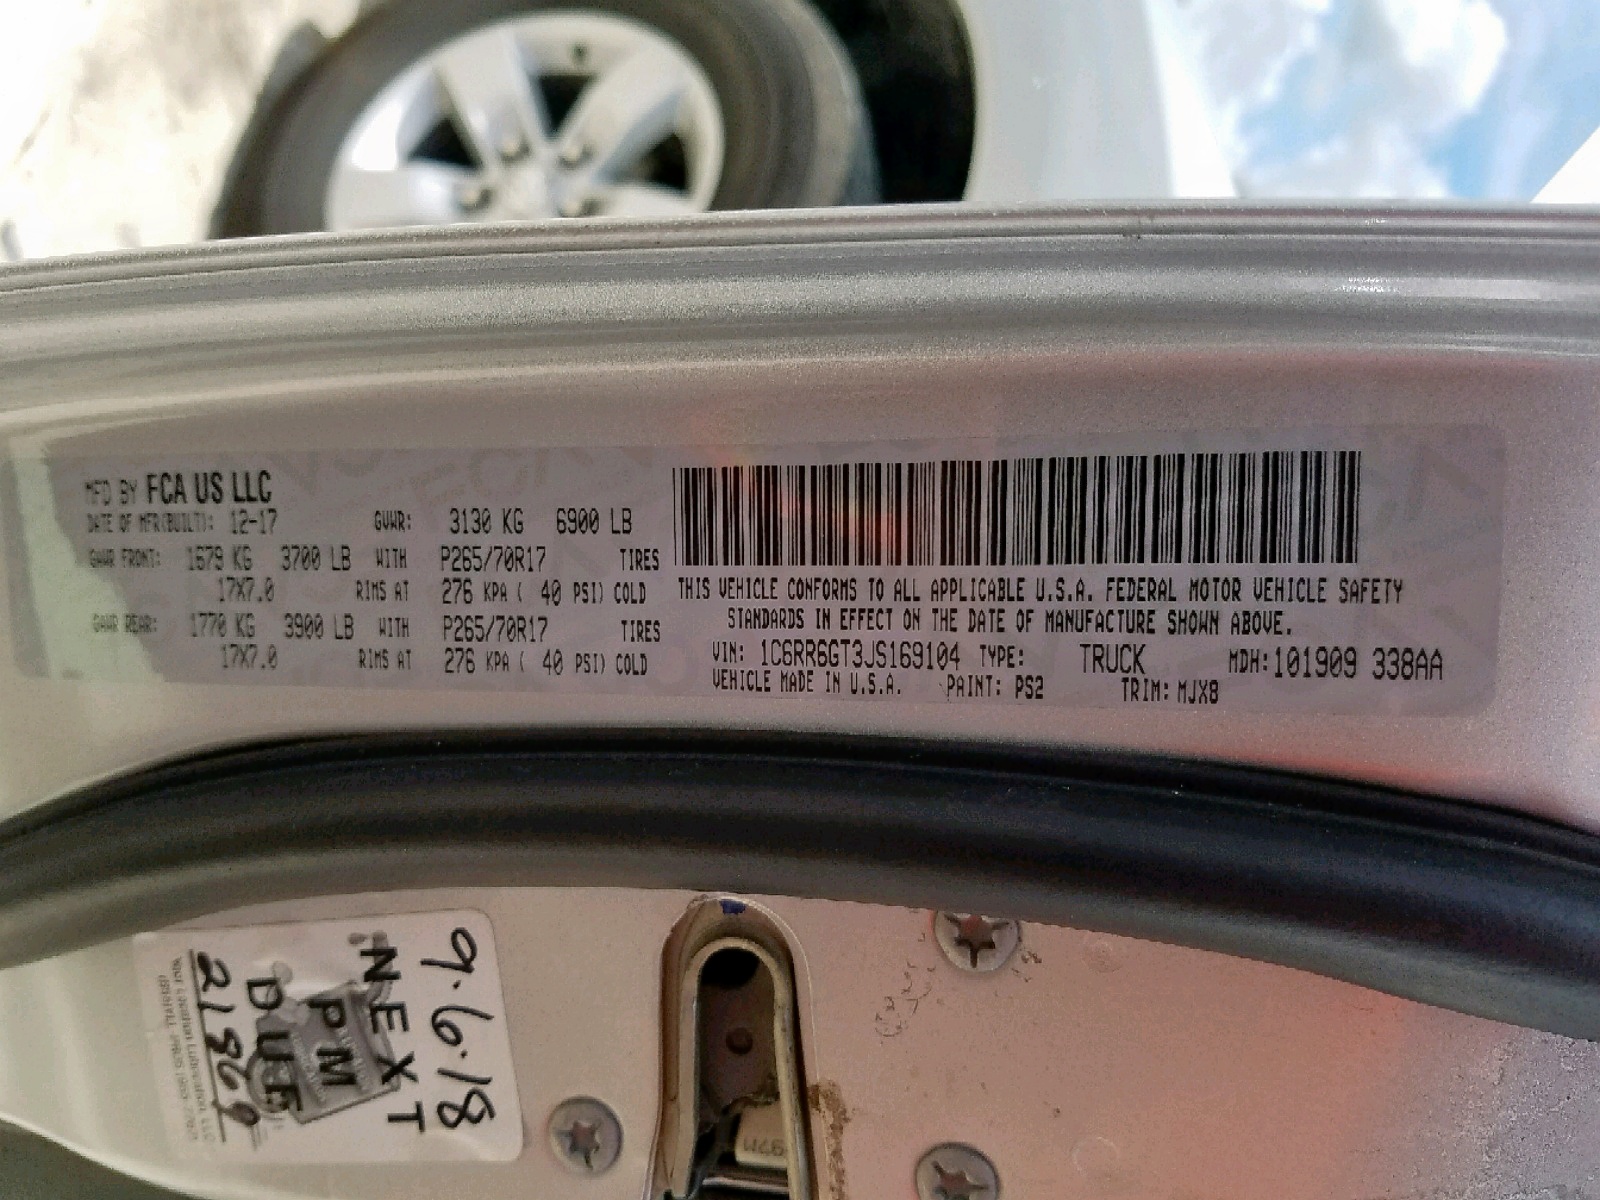 MFD BY FCA US LLC
DATE OF MFR(BUILT): 12-17 GVWR: 3130 KG 6900 LB
GAWR FRONT: 1679 KG 3700 LB WITH P265/70R17 TIRES
17X7.0 RIMS AT 276 KPA ( 40 PSI) COLD
GAWR REAR: 1770 KG 3900 LB WITH P265/70R17 TIRES
17X7.0 RIMS AT 276 KPA ( 40 PSI) COLD
THIS VEHICLE CONFORMS TO ALL APPLICABLE U.S.A. FEDERAL MOTOR VEHICLE SAFETY
STANDARDS IN EFFECT ON THE DATE OF MANUFACTURE SHOWN ABOVE.
VIN: 1C6RR6GT3JS169104 TYPE: TRUCK MDH:101909 338AA
VEHICLE MADE IN U.S.A. PAINT: PS2 TRIM: MJX8
9.6.18
NEXT
PM
DUE
21869